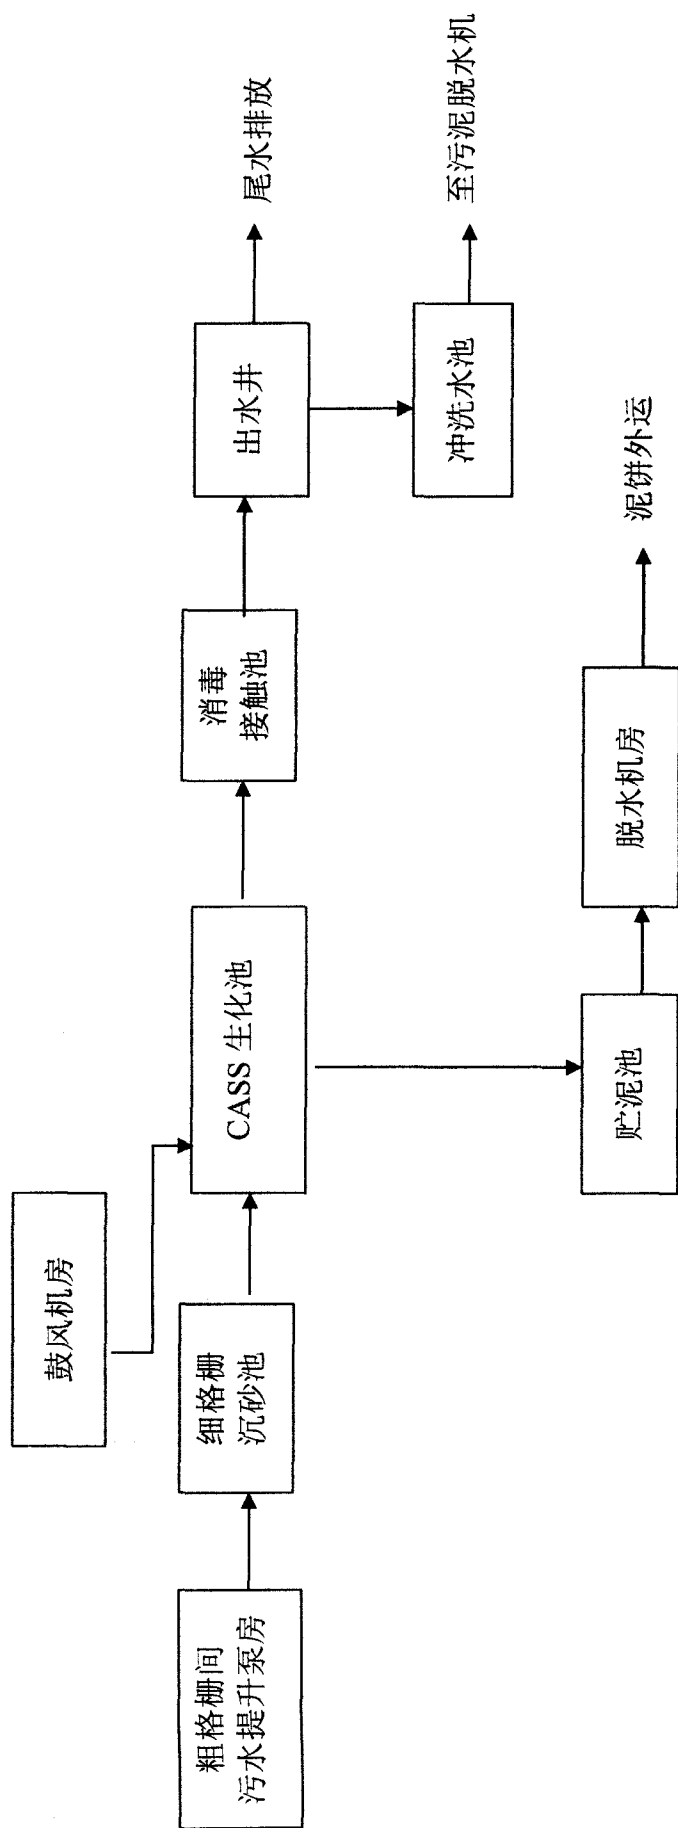 鼓风机房
粗格栅间
污水提升泵房
细格栅
沉砂池
CASS 生化池
消毒
接触池
出水井
尾水排放
冲洗水池
至污泥脱水机
贮泥池
脱水机房
泥饼外运